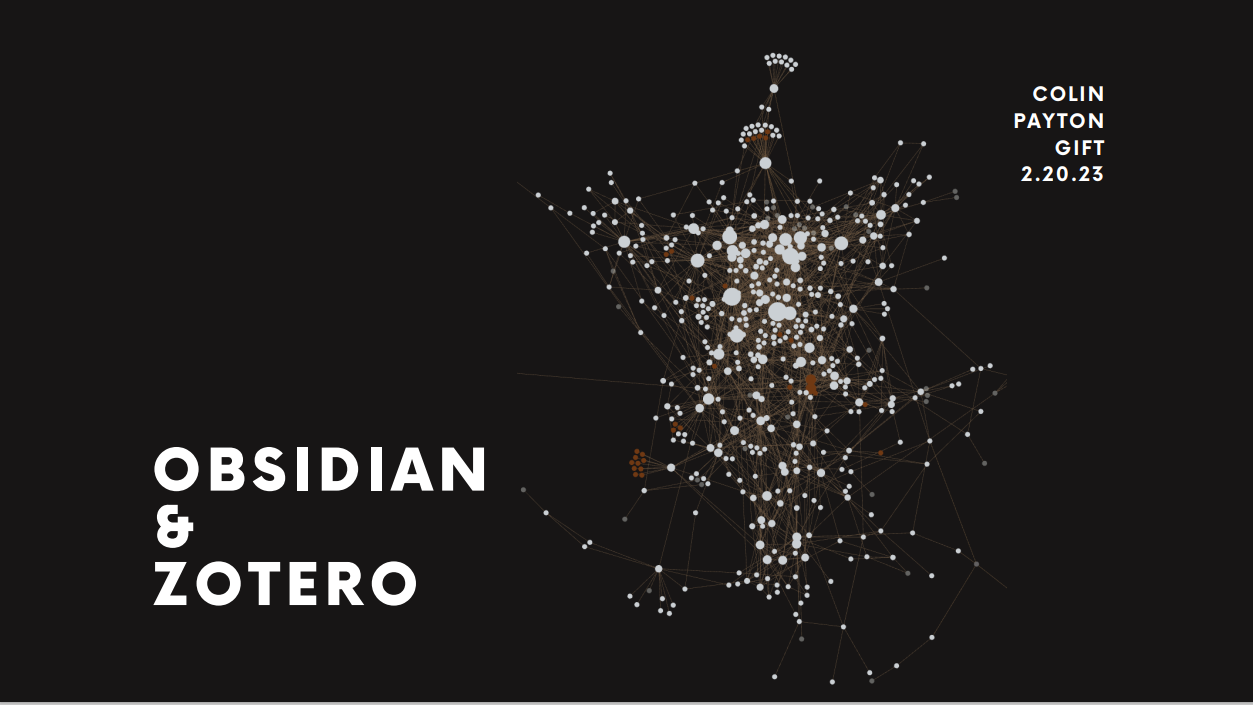 COLIN
PAYTON
GIFT
2.20.23
OBSIDIAN
&
ZOTERO